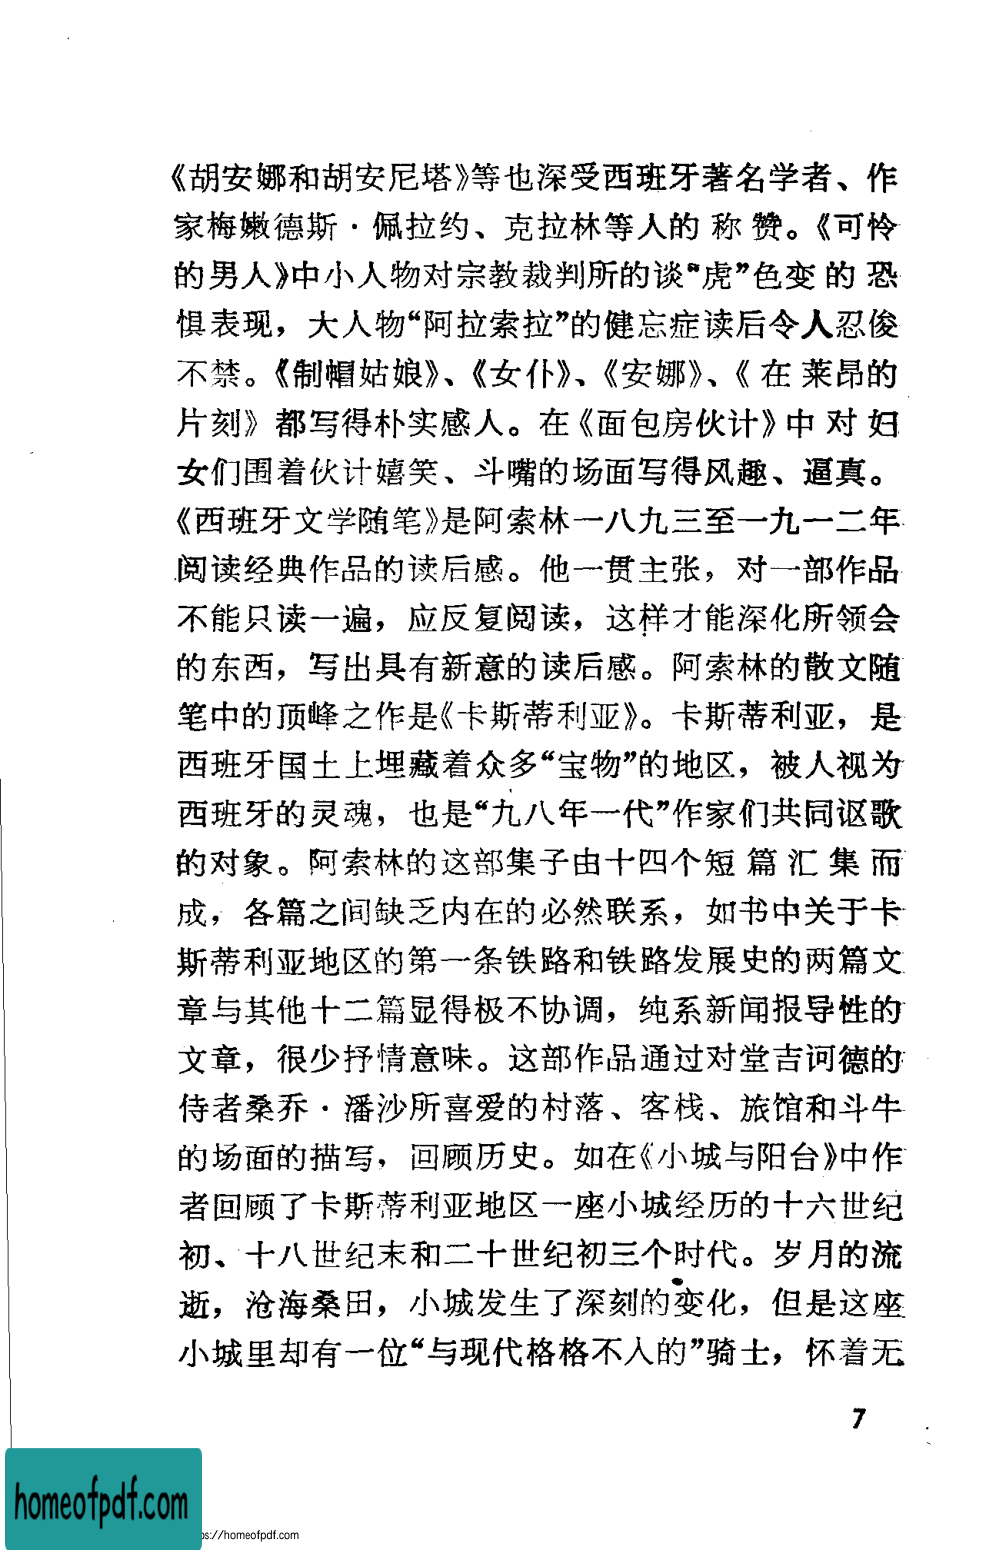 《胡安娜和胡安尼塔》等也深受西班牙著名学者、作
家梅嫩德斯·佩拉约、克拉林等人的称赞。《可怜
的男人》中小人物对宗教裁判所的谈“虎”色变的恐
惧表现，大人物“阿拉索拉”的健忘症读后令人忍俊
不禁。《制帽姑娘》、《女仆》、《安娜》、《在莱昂的
片刻》都写得朴实感人。在《面包房伙计》中对妇
女们围着伙计嬉笑、斗嘴的场面写得风趣、逼真。
《西班牙文学随笔》是阿索林一八九三至一九一二年
阅读经典作品的读后感。他一贯主张，对一部作品
不能只读一遍，应反复阅读，这样才能深化所领会
的东西，写出具有新意的读后感。阿索林的散文随
笔中的顶峰之作是《卡斯蒂利亚》。卡斯蒂利亚，是
西班牙国土上埋藏着众多“宝物”的地区，被人视为
西班牙的灵魂，也是“九八年一代”作家们共同讴歌
的对象。阿索林的这部集子由十四个短篇汇集而
成，各篇之间缺乏内在的必然联系，如书中关于卡
斯蒂利亚地区的第一条铁路和铁路发展史的两篇文
章与其他十二篇显得极不协调，纯系新闻报导性的
文章，很少抒情意味。这部作品通过对堂吉诃德的
侍者桑乔·潘沙所喜爱的村落、客栈、旅馆和斗牛
的场面的描写，回顾历史。如在《小城与阳台》中作
者回顾了卡斯蒂利亚地区一座小城经历的十六世纪
初、十八世纪末和二十世纪初三个时代。岁月的流
逝，沧海桑田，小城发生了深刻的变化，但是这座
小城里却有一位“与现代格格不入的”骑士，怀着无
7
homeofpdf.com
ps://homeofpdf.com